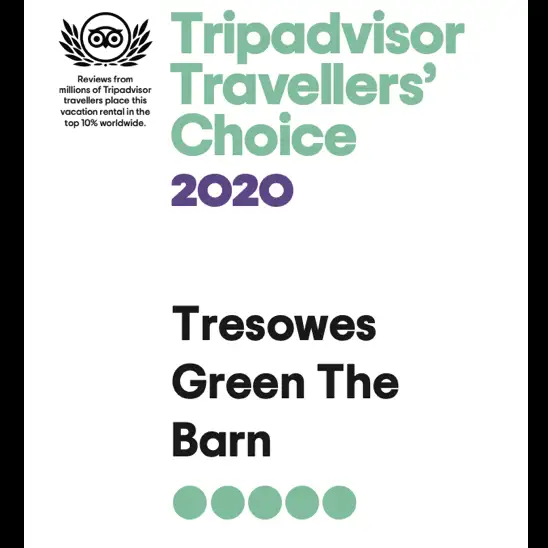 Tripadvisor
Travellers’
Choice
2020
Reviews from
millions of Tripadvisor
travellers place this
vacation rental in the
top 10% worldwide.
Tresowes
Green The
Barn